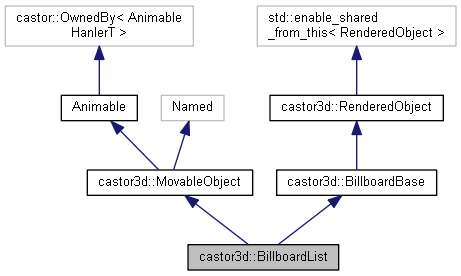 castor::OwnedBy< Animable
HanlerT >
std::enable_shared
_from_this< RenderedObject >
Animable
Named
castor3d::RenderedObject
castor3d::MovableObject
castor3d::BillboardBase
castor3d::BillboardList